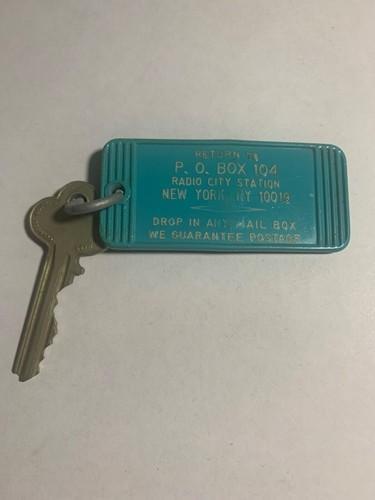 RETURN TO
P. O. BOX 104
RADIO CITY STATION
NEW YORK, NY 10019
DROP IN ANY MAIL BOX
WE GUARANTEE POSTAGE